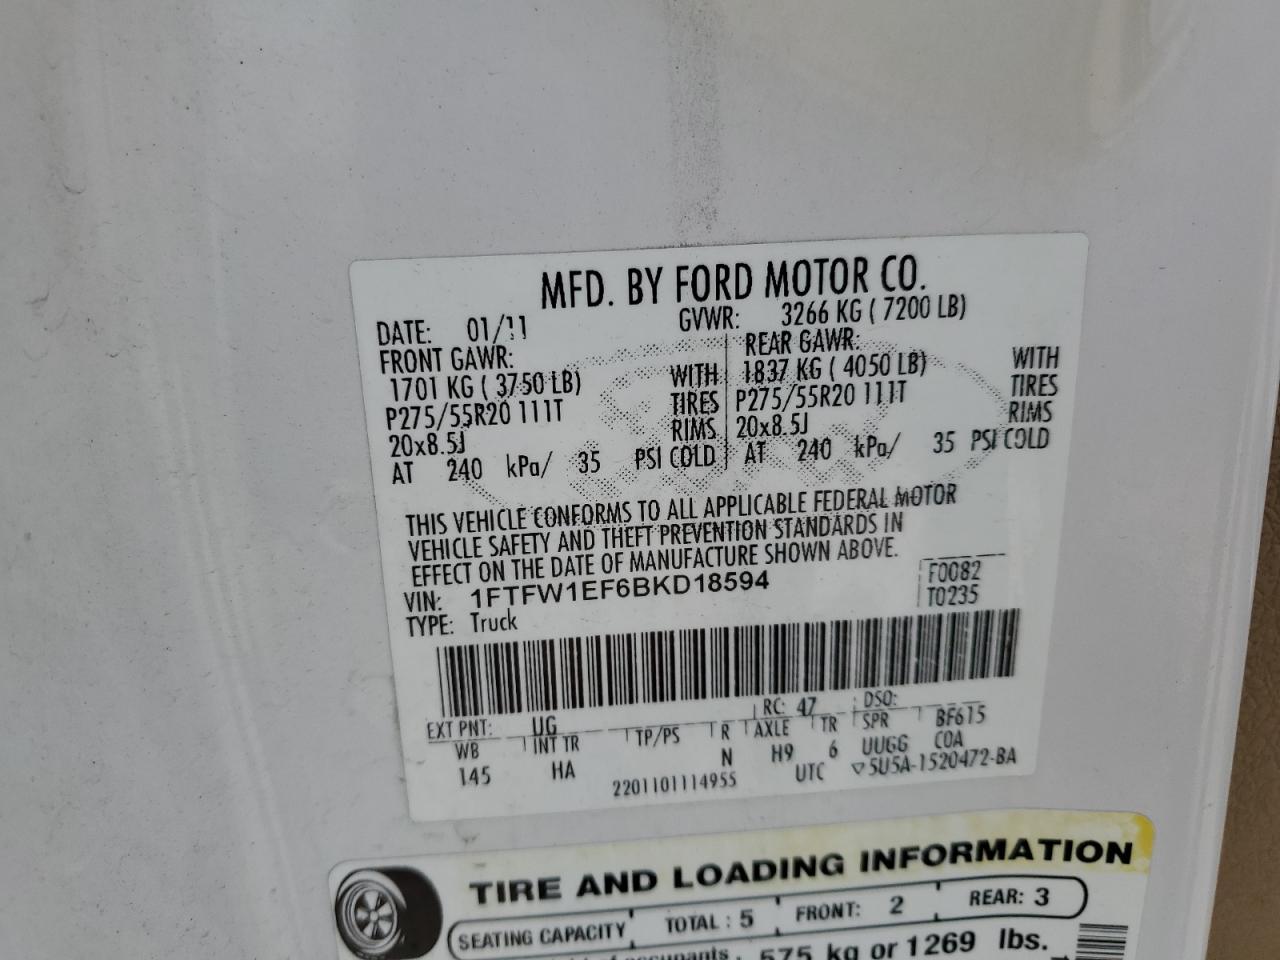 MFD. BY FORD MOTOR CO.
DATE: 01/11 GVWR: 3266 KG ( 7200 LB)
FRONT GAWR: REAR GAWR:
1701 KG ( 3750 LB) WITH 1837 KG ( 4050 LB) WITH
P275/55R20 111T TIRES P275/55R20 111T TIRES
20x8.5J RIMS 20x8.5J RIMS
AT 240 kPa/ 35 PSI COLD AT 240 kPa/ 35 PSI COLD
THIS VEHICLE CONFORMS TO ALL APPLICABLE FEDERAL MOTOR
VEHICLE SAFETY AND THEFT PREVENTION STANDARDS IN
EFFECT ON THE DATE OF MANUFACTURE SHOWN ABOVE.
VIN: 1FTFW1EF6BKD18594 F0082
TYPE: Truck T0235
EXT PNT: UG RC: 47 DSO:
WB INT TR TP/PS R AXLE TR SPR BF615
145 HA N H9 6 UUGG COA
2201101114955 UTC ▽5U5A-1520472-BA
TIRE AND LOADING INFORMATION
SEATING CAPACITY TOTAL : 5 FRONT: 2 REAR: 3
of occupants 575 kg or 1269 lbs.